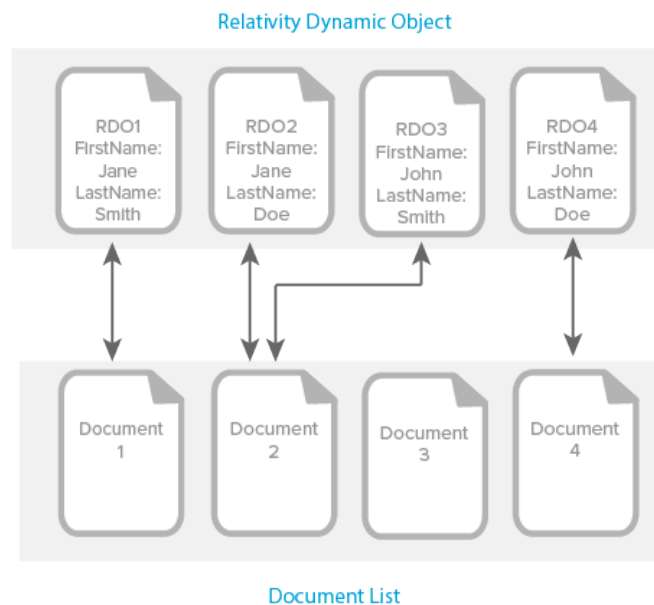 Relativity Dynamic Object
RDO1
FirstName:
Jane
LastName:
Smith
RDO2
FirstName:
Jane
LastName:
Doe
RDO3
FirstName:
John
LastName:
Smith
RDO4
FirstName:
John
LastName:
Doe
Document
1
Document
2
Document
3
Document
4
Document List